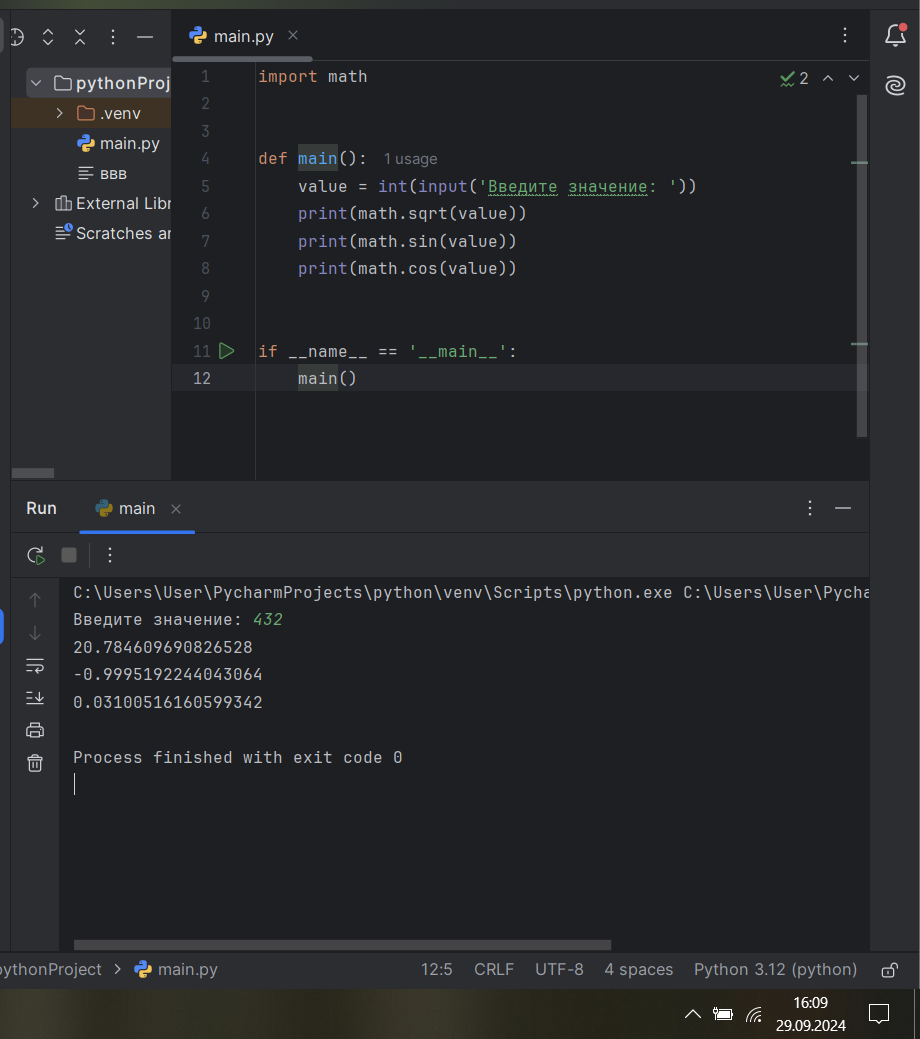 main.py
pythonProj
.venv
main.py
ввв
External Libr
Scratches ar
2
1 import math
2
3
4 def main(): 1 usage
5 value = int(input('Введите значение: '))
6 print(math.sqrt(value))
7 print(math.sin(value))
8 print(math.cos(value))
9
10
11 if __name__ == '__main__':
12 main()
Run main
C:\Users\User\PycharmProjects\python\venv\Scripts\python.exe C:\Users\User\Pycha
Введите значение: 432
20.784609690826528
-0.9995192244043064
0.03100516160599342
Process finished with exit code 0
pythonProject > main.py 12:5 CRLF UTF-8 4 spaces Python 3.12 (python)
16:09
29.09.2024